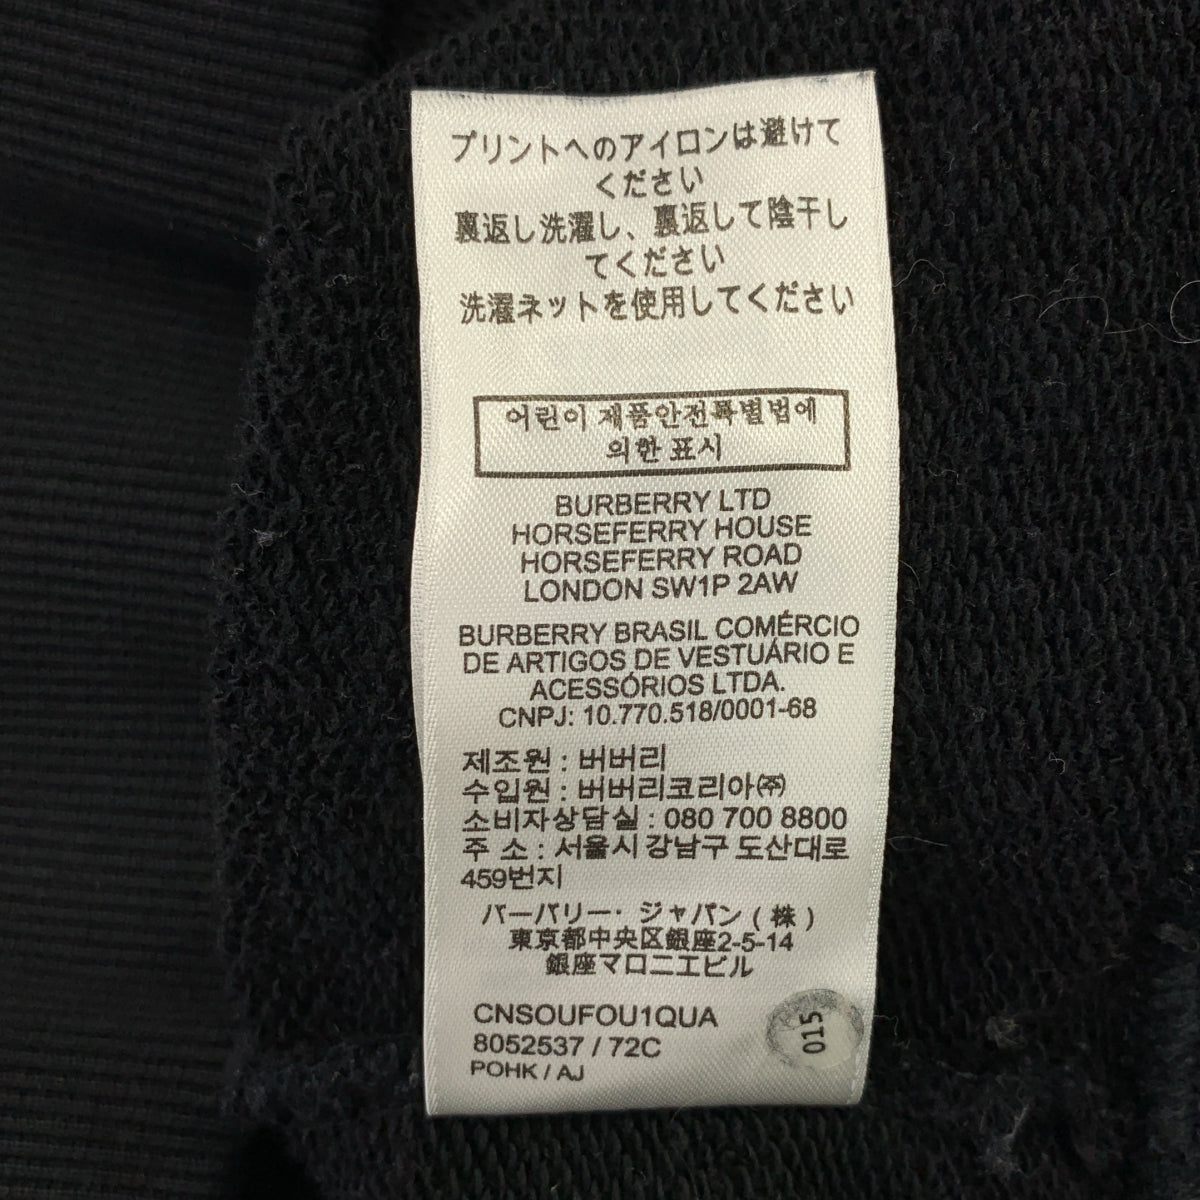 プリントへのアイロンは避けて
ください
裏返し洗濯し、裏返して陰干し
てください
洗濯ネットを使用してください
어린이 제품안전특별법에
의한 표시
BURBERRY LTD
HORSEFERRY HOUSE
HORSEFERRY ROAD
LONDON SW1P 2AW
BURBERRY BRASIL COMÉRCIO
DE ARTIGOS DE VESTUÁRIO E
ACESSÓRIOS LTDA.
CNPJ: 10.770.518/0001-68
제조원 : 버버리
수입원 : 버버리코리아㈜
소비자상담실 : 080 700 8800
주 소 : 서울시 강남구 도산대로
459번지
バーバリー・ジャパン(株)
東京都中央区銀座2-5-14
銀座マロニエビル
CNSOUFOU1QUA
8052537 / 72C
POHK / AJ
015